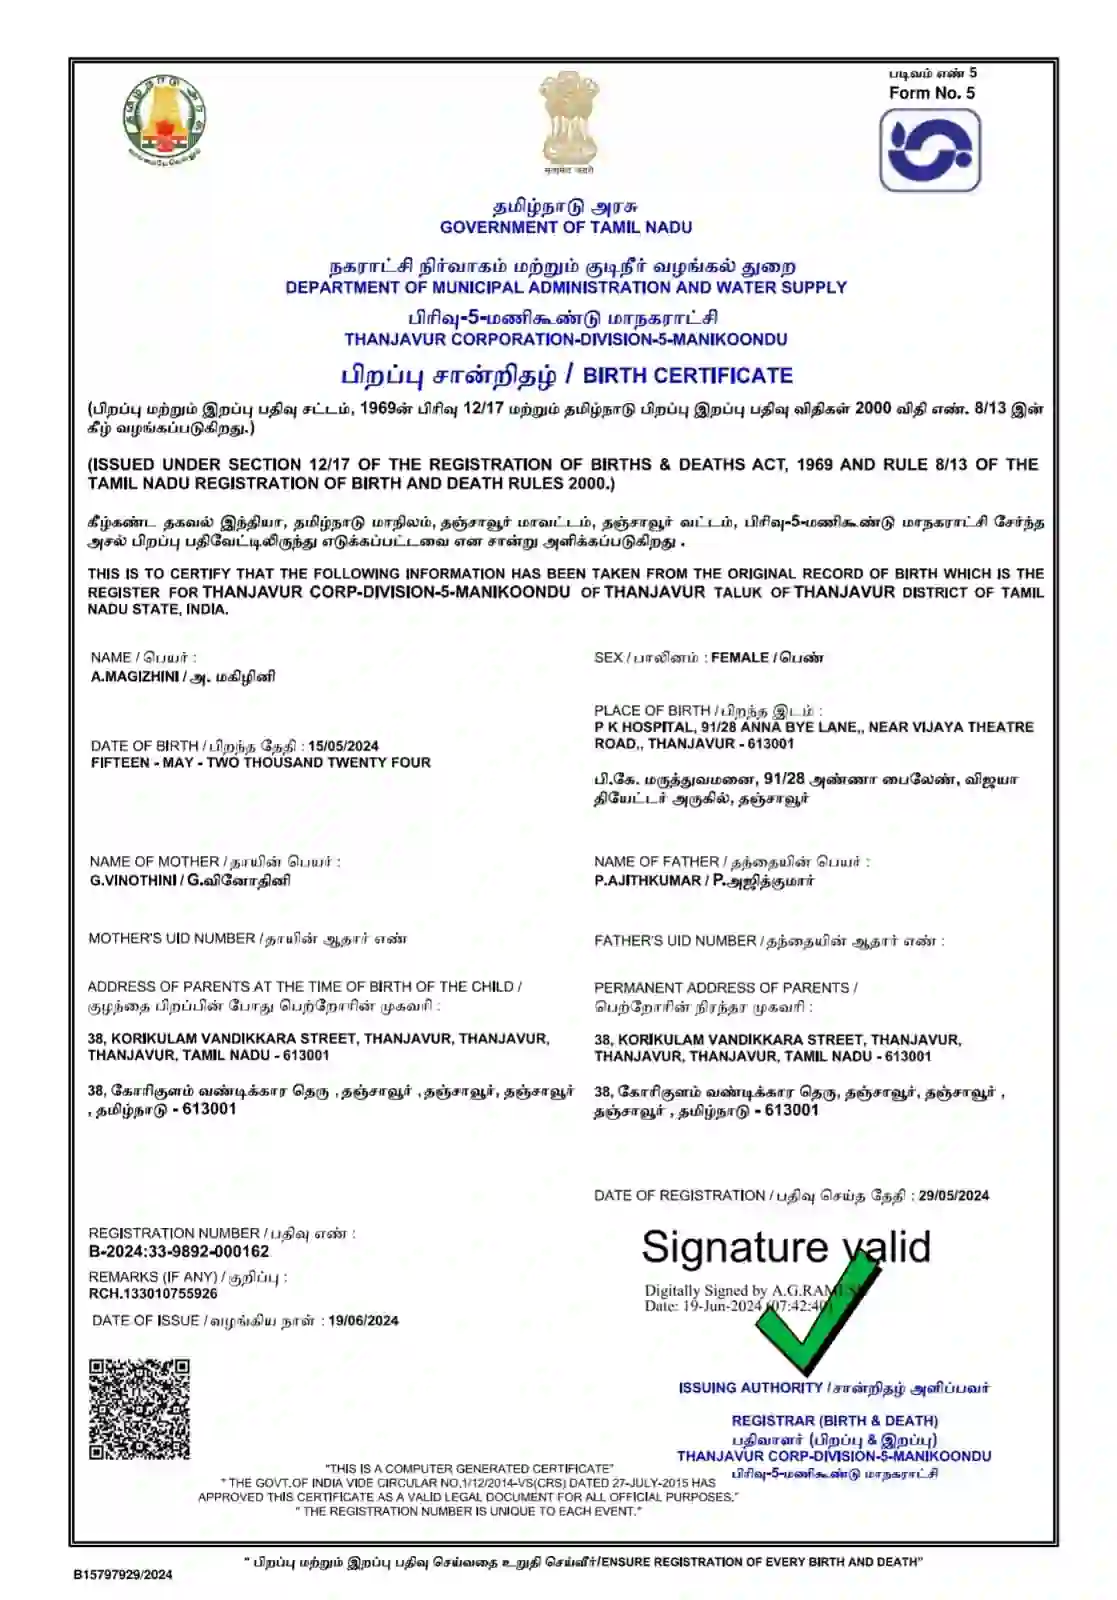 படிவம் எண் 5
Form No. 5
சத்யமேவ जयते
தமிழ்நாடு அரசு
GOVERNMENT OF TAMIL NADU
நகராட்சி நிர்வாகம் மற்றும் குடிநீர் வழங்கல் துறை
DEPARTMENT OF MUNICIPAL ADMINISTRATION AND WATER SUPPLY
பிரிவு-5-மணிகூண்டு மாநகராட்சி
THANJAVUR CORPORATION-DIVISION-5-MANIKOONDU
பிறப்பு சான்றிதழ் / BIRTH CERTIFICATE
(பிறப்பு மற்றும் இறப்பு பதிவு சட்டம், 1969ன் பிரிவு 12/17 மற்றும் தமிழ்நாடு பிறப்பு இறப்பு பதிவு விதிகள் 2000 விதி எண். 8/13 இன்
கீழ் வழங்கப்படுகிறது.)
(ISSUED UNDER SECTION 12/17 OF THE REGISTRATION OF BIRTHS & DEATHS ACT, 1969 AND RULE 8/13 OF THE
TAMIL NADU REGISTRATION OF BIRTH AND DEATH RULES 2000.)
கீழ்கண்ட தகவல் இந்தியா, தமிழ்நாடு மாநிலம், தஞ்சாவூர் மாவட்டம், தஞ்சாவூர் வட்டம், பிரிவு-5-மணிகூண்டு மாநகராட்சி சேர்ந்த
அசல் பிறப்பு பதிவேட்டிலிருந்து எடுக்கப்பட்டவை என சான்று அளிக்கப்படுகிறது .
THIS IS TO CERTIFY THAT THE FOLLOWING INFORMATION HAS BEEN TAKEN FROM THE ORIGINAL RECORD OF BIRTH WHICH IS THE
REGISTER FOR THANJAVUR CORP-DIVISION-5-MANIKOONDU OF THANJAVUR TALUK OF THANJAVUR DISTRICT OF TAMIL
NADU STATE, INDIA.
NAME / பெயர் :
A.MAGIZHINI / அ. மகிழினி
SEX / பாலினம் : FEMALE / பெண்
DATE OF BIRTH / பிறந்த தேதி : 15/05/2024
FIFTEEN - MAY - TWO THOUSAND TWENTY FOUR
PLACE OF BIRTH / பிறந்த இடம் :
P K HOSPITAL, 91/28 ANNA BYE LANE,, NEAR VIJAYA THEATRE
ROAD,, THANJAVUR - 613001
பி.கே. மருத்துவமனை, 91/28 அண்ணா பைலேண், விஜயா
தியேட்டர் அருகில், தஞ்சாவூர்
NAME OF MOTHER / தாயின் பெயர் :
G.VINOTHINI / G.வினோதினி
NAME OF FATHER / தந்தையின் பெயர் :
P.AJITHKUMAR / P.அஜித்குமார்
MOTHER'S UID NUMBER / தாயின் ஆதார் எண்
FATHER'S UID NUMBER / தந்தையின் ஆதார் எண் :
ADDRESS OF PARENTS AT THE TIME OF BIRTH OF THE CHILD /
குழந்தை பிறப்பின் போது பெற்றோரின் முகவரி :
38, KORIKULAM VANDIKKARA STREET, THANJAVUR, THANJAVUR,
THANJAVUR, TAMIL NADU - 613001
38, கோரிகுளம் வண்டிக்கார தெரு , தஞ்சாவூர் , தஞ்சாவூர், தஞ்சாவூர்
, தமிழ்நாடு - 613001
PERMANENT ADDRESS OF PARENTS /
பெற்றோரின் நிரந்தர முகவரி :
38, KORIKULAM VANDIKKARA STREET, THANJAVUR,
THANJAVUR, THANJAVUR, TAMIL NADU - 613001
38, கோரிகுளம் வண்டிக்கார தெரு, தஞ்சாவூர், தஞ்சாவூர் ,
தஞ்சாவூர் , தமிழ்நாடு - 613001
DATE OF REGISTRATION / பதிவு செய்த தேதி : 29/05/2024
REGISTRATION NUMBER / பதிவு எண் :
B-2024:33-9892-000162
REMARKS (IF ANY) / குறிப்பு :
RCH.133010755926
DATE OF ISSUE / வழங்கிய நாள் : 19/06/2024
Signature valid
Digitally Signed by A.G.RAM
Date: 19-Jun-2024 (07:42:40)
ISSUING AUTHORITY / சான்றிதழ் அளிப்பவர்
REGISTRAR (BIRTH & DEATH)
பதிவாளர் (பிறப்பு & இறப்பு)
THANJAVUR CORP-DIVISION-5-MANIKOONDU
பிரிவு-5-மணிகூண்டு மாநகராட்சி
"THIS IS A COMPUTER GENERATED CERTIFICATE"
" THE GOVT.OF INDIA VIDE CIRCULAR NO.1/12/2014-VS(CRS) DATED 27-JULY-2015 HAS
APPROVED THIS CERTIFICATE AS A VALID LEGAL DOCUMENT FOR ALL OFFICIAL PURPOSES."
" THE REGISTRATION NUMBER IS UNIQUE TO EACH EVENT."
" பிறப்பு மற்றும் இறப்பு பதிவு செய்வதை உறுதி செய்வீர்/ENSURE REGISTRATION OF EVERY BIRTH AND DEATH"
B15797929/2024